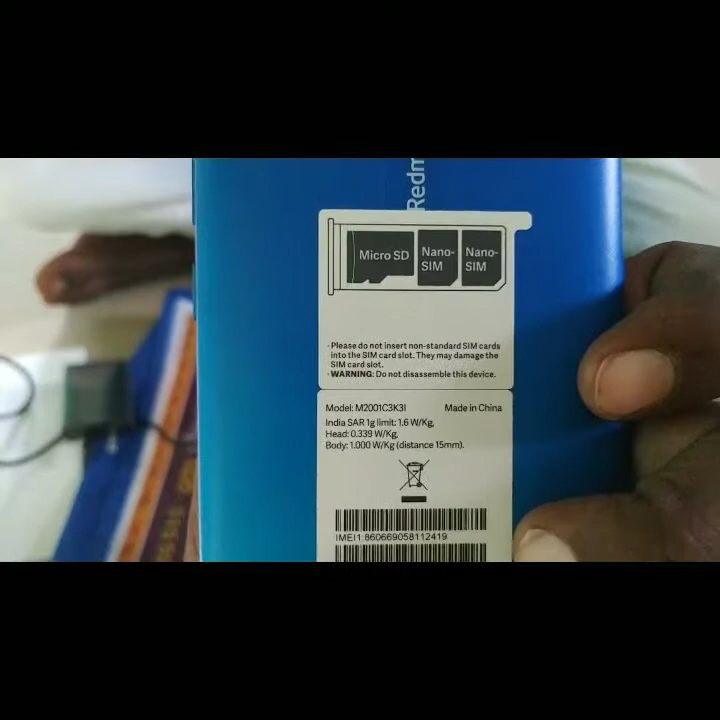 Redm
Micro SD
Nano-
SIM
Nano-
SIM
· Please do not insert non-standard SIM cards
into the SIM card slot. They may damage the
SIM card slot.
· WARNING: Do not disassemble this device.
Model: M2001C3K3I Made in China
India SAR 1g limit: 1.6 W/Kg,
Head: 0.339 W/Kg,
Body: 1.000 W/Kg (distance 15mm).
IMEI1 860669058112419